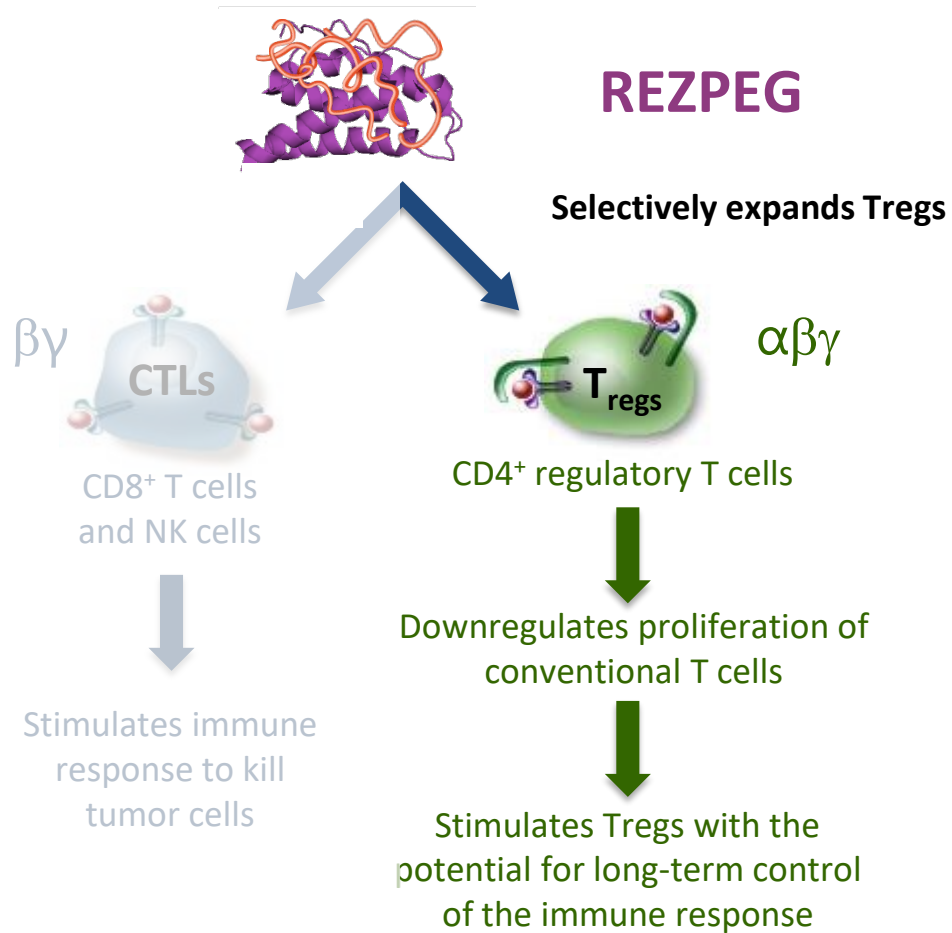 REZPEG
Selectively expands Tregs
βγ
CTLs
CD8⁺ T cells
and NK cells
Stimulates immune
response to kill
tumor cells
αβγ
Tregs
CD4⁺ regulatory T cells
Downregulates proliferation of
conventional T cells
Stimulates Tregs with the
potential for long-term control
of the immune response